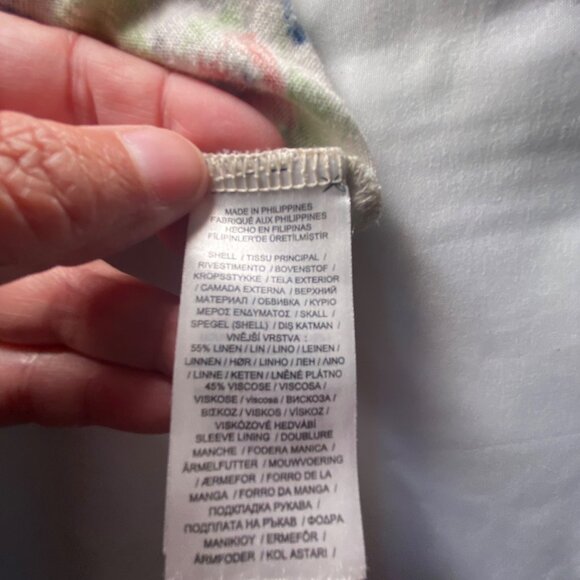 MADE IN PHILIPPINES
FABRIQUÉ AUX PHILIPPINES
HECHO EN FILIPINAS
FİLİPİNLER'DE ÜRETİLMİŞTİR
SHELL / TISSU PRINCIPAL /
RIVESTIMENTO / BOVENSTOF /
KROPSSTYKKE / TELA EXTERIOR
/ CAMADA EXTERNA / ВЕРХНИЙ
МАТЕРИАЛ / ОБВИВКА / ΚΥΡΙΟ
ΜΕΡΟΣ ΕΝΔΥΜΑΤΟΣ / SKALL /
SPEGEL (SHELL) / DIŞ KATMAN /
VNĚJŠÍ VRSTVA :
55% LINEN / LIN / LINO / LEINEN /
LINNEN / HØR / LINHO / ЛЕН / ΛΙΝΟ
/ LINNE / KETEN / LNĚNÉ PLÁTNO
45% VISCOSE / VISCOSA /
VISKOSE / viscosa / ВИСКОЗА /
ΒΙΣΚΟΖ / VISKOS / VİSKOZ /
VISKÓZOVÉ HEDVÁBÍ
SLEEVE LINING / DOUBLURE
MANCHE / FODERA MANICA /
ÄRMELFUTTER / MOUWVOERING
/ ÆRMEFOR / FORRO DE LA
MANGA / FORRO DA MANGA /
ПОДКЛАДКА РУКАВА /
ПОДПЛАТА НА РЪКАВ / ΦΟΔΡΑ
ΜΑΝΙΚΙΟΥ / ERMEFÔR /
ÄRMFODER / KOL ASTARI /